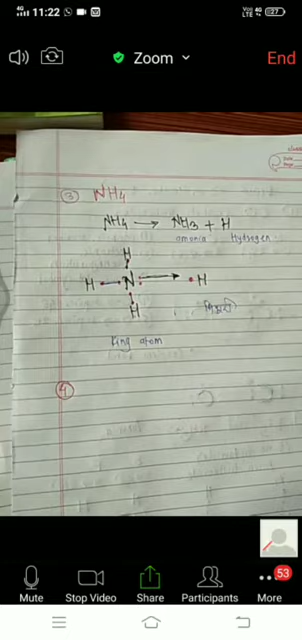 11:22
27
Zoom
End
③ NH4
NH4 → NH3 + H
amonia Hydrogen
H
H N → H
H
King atom
④
Mute Stop Video Share Participants More
53